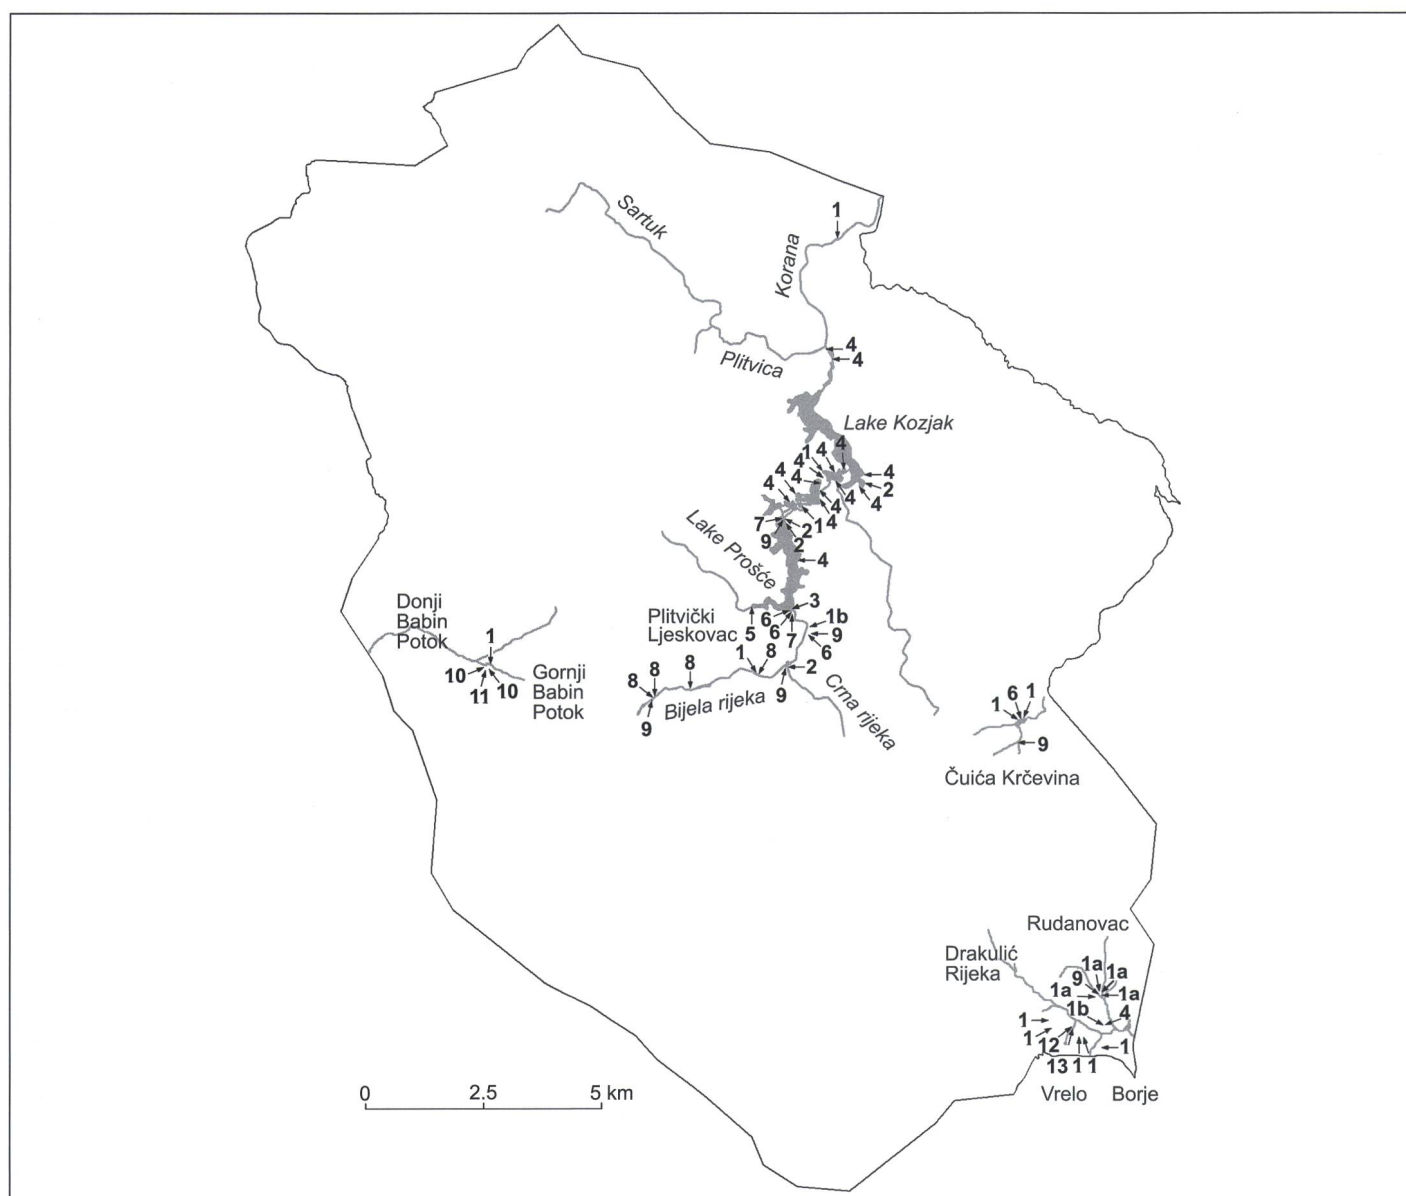 Sartuk
1
Korana
4
4
Plitvica
Lake Kozjak
4
1
4
4
4
4
4
4
2
4
4
4
4
1
4
7
2
9
2
4
Lake Prošće
3
6
1b
6
7
9
6
5
Plitvički
Ljeskovac
1
8
2
9
8
8
8
9
Bijela rijeka
Crna rijeka
Donji
Babin
Potok
1
10
11
10
Gornji
Babin
Potok
1
6
1
9
Čuića Krčevina
Rudanovac
Drakulić
Rijeka
1a
1a
9
1a
1a
1b
4
1
1
12
13
1
1
1
Vrelo
Borje
0
2.5
5 km